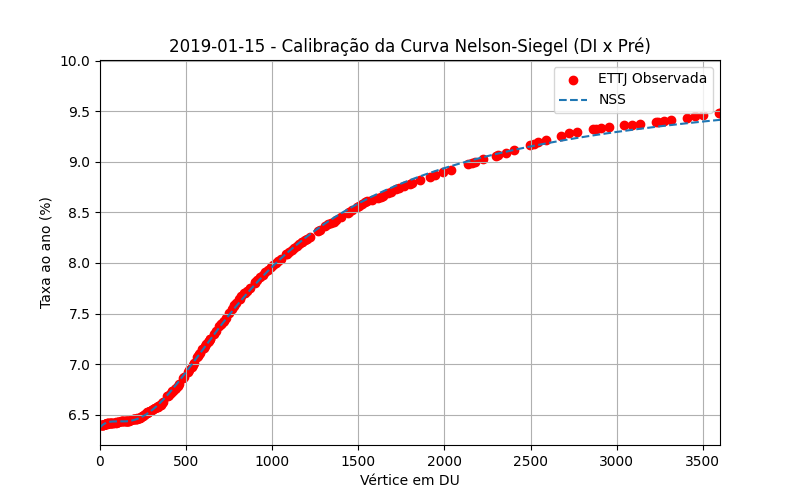 2019-01-15 - Calibração da Curva Nelson-Siegel (DI x Pré)
ETTJ Observada
NSS
Taxa ao ano (%)
10.0
9.5
9.0
8.5
8.0
7.5
7.0
6.5
0 500 1000 1500 2000 2500 3000 3500
Vértice em DU